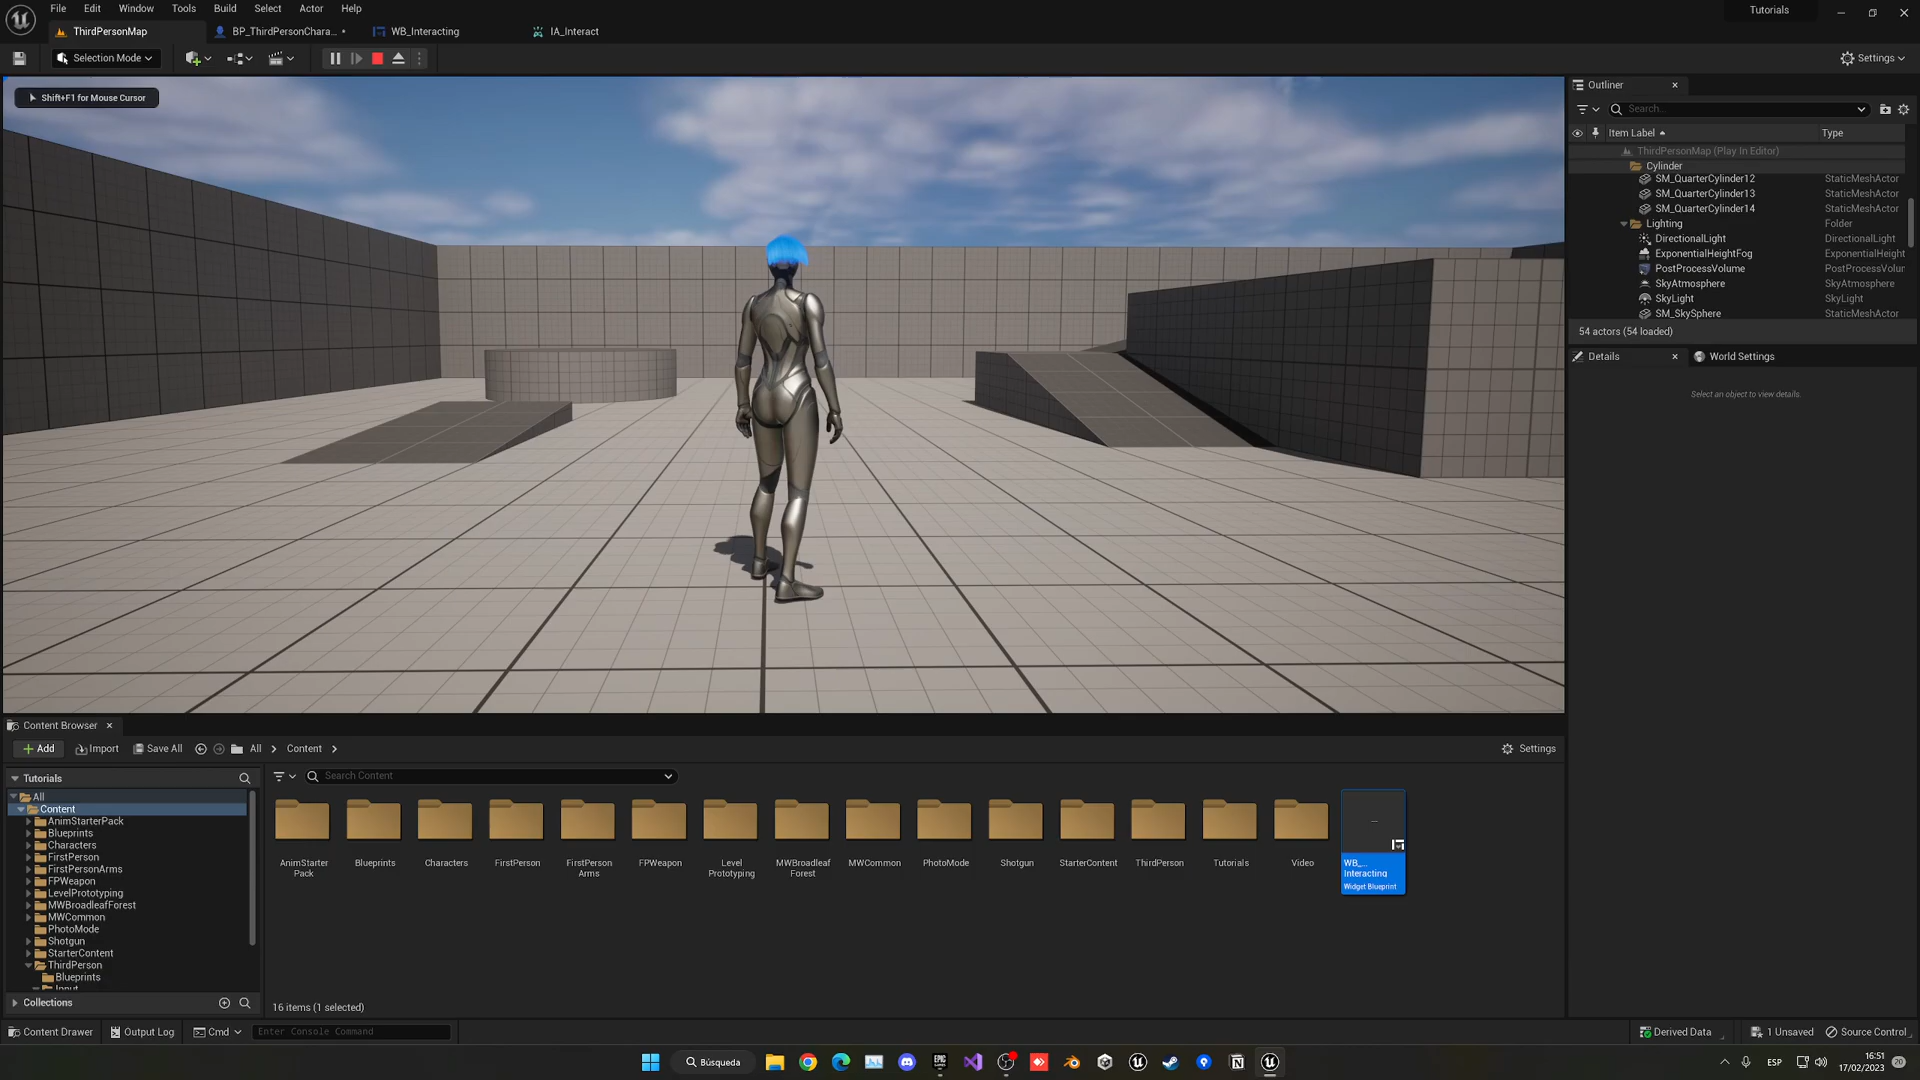 File Edit Window Tools Build Select Actor Help
Tutorials
ThirdPersonMap
BP_ThirdPersonChara... •
WB_Interacting
IA_Interact
Selection Mode
Settings
Shift+F1 for Mouse Cursor
Outliner
Search...
Item Label
Type
ThirdPersonMap (Play In Editor)
Cylinder
SM_QuarterCylinder12 StaticMeshActor
SM_QuarterCylinder13 StaticMeshActor
SM_QuarterCylinder14 StaticMeshActor
Lighting Folder
DirectionalLight DirectionalLight
ExponentialHeightFog ExponentialHeight
PostProcessVolume PostProcessVolur
SkyAtmosphere SkyAtmosphere
SkyLight SkyLight
SM_SkySphere StaticMeshActor
54 actors (54 loaded)
Details
World Settings
Select an object to view details.
Content Browser
+ Add
Import
Save All
All
Content
Settings
Tutorials
Search Content
All
Content
AnimStarterPack
Blueprints
Characters
FirstPerson
FirstPersonArms
FPWeapon
LevelPrototyping
MWBroadleafForest
MWCommon
PhotoMode
Shotgun
StarterContent
ThirdPerson
Blueprints
Input
AnimStarter
Pack
Blueprints
Characters
FirstPerson
FirstPerson
Arms
FPWeapon
Level
Prototyping
MWBroadleaf
Forest
MWCommon
PhotoMode
Shotgun
StarterContent
ThirdPerson
Tutorials
Video
WB_...
Interacting
Widget Blueprint
16 items (1 selected)
Collections
Content Drawer
Output Log
Cmd
Enter Console Command
Derived Data
1 Unsaved
Source Control
Búsqueda
ESP
16:51
17/02/2023
20